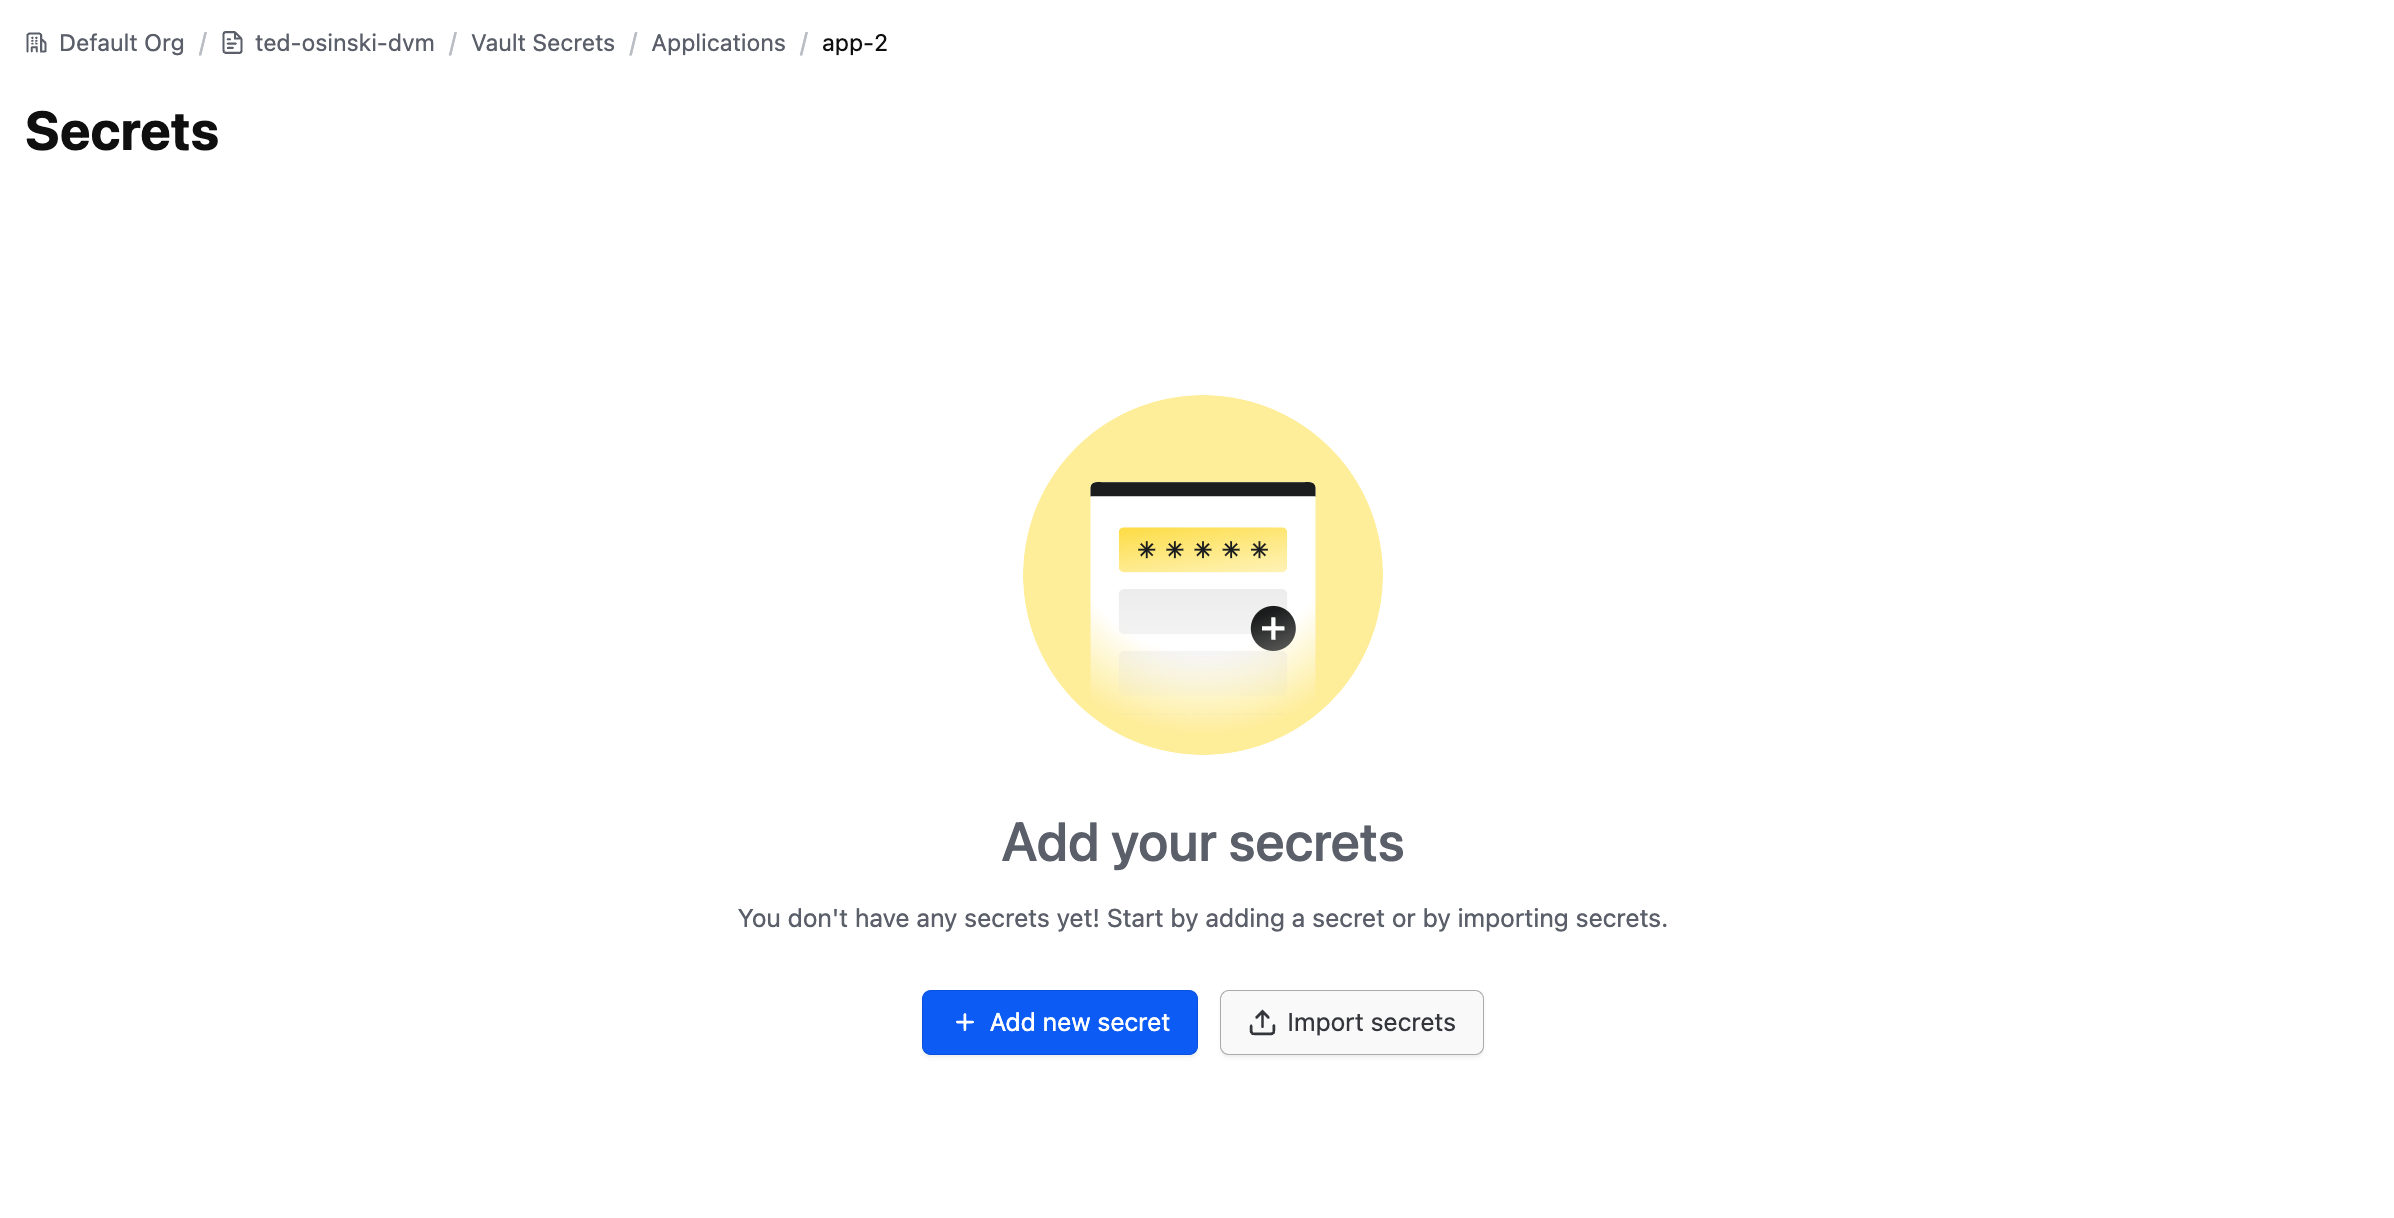 Default Org / ted-osinski-dvm / Vault Secrets / Applications / app-2
Secrets
*****
Add your secrets
You don't have any secrets yet! Start by adding a secret or by importing secrets.
+ Add new secret
Import secrets